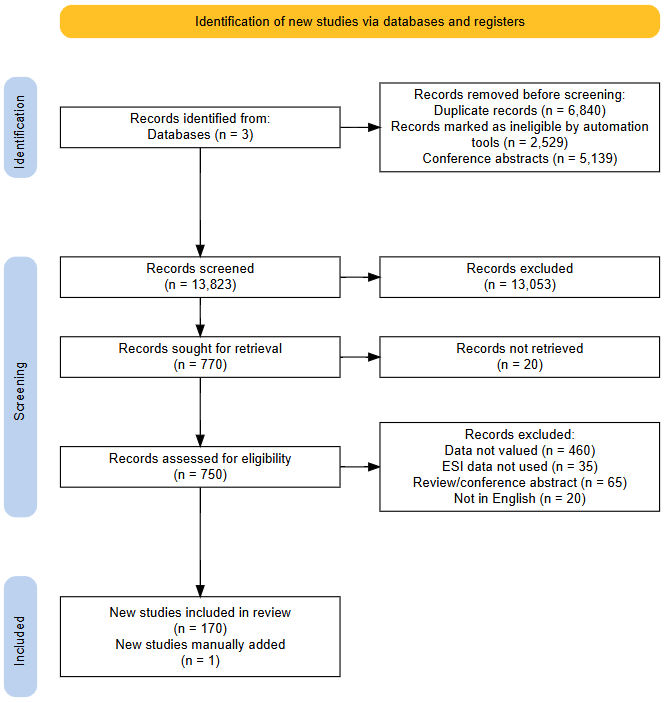 Identification of new studies via databases and registers
Identification
Records identified from:
Databases (n = 3)
Records removed before screening:
Duplicate records (n = 6,840)
Records marked as ineligible by automation
tools (n = 2,529)
Conference abstracts (n = 5,139)
Screening
Records screened
(n = 13,823)
Records excluded
(n = 13,053)
Records sought for retrieval
(n = 770)
Records not retrieved
(n = 20)
Records assessed for eligibility
(n = 750)
Records excluded:
Data not valued (n = 460)
ESI data not used (n = 35)
Review/conference abstract (n = 65)
Not in English (n = 20)
Included
New studies included in review
(n = 170)
New studies manually added
(n = 1)